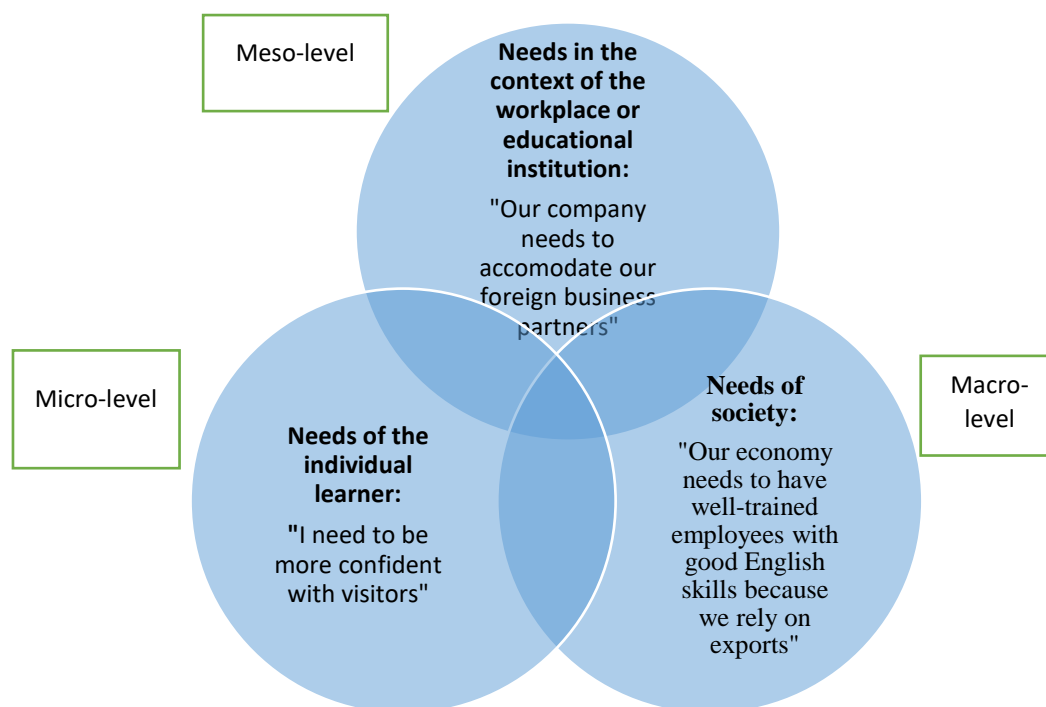 Meso-level
Needs in the
context of the
workplace or
educational
institution:
"Our company
needs to
accomodate our
foreign business
partners"
Micro-level
Needs of the
individual
learner:
"I need to be
more confident
with visitors"
Macro-
level
Needs of
society:
"Our economy
needs to have
well-trained
employees with
good English
skills because
we rely on
exports"